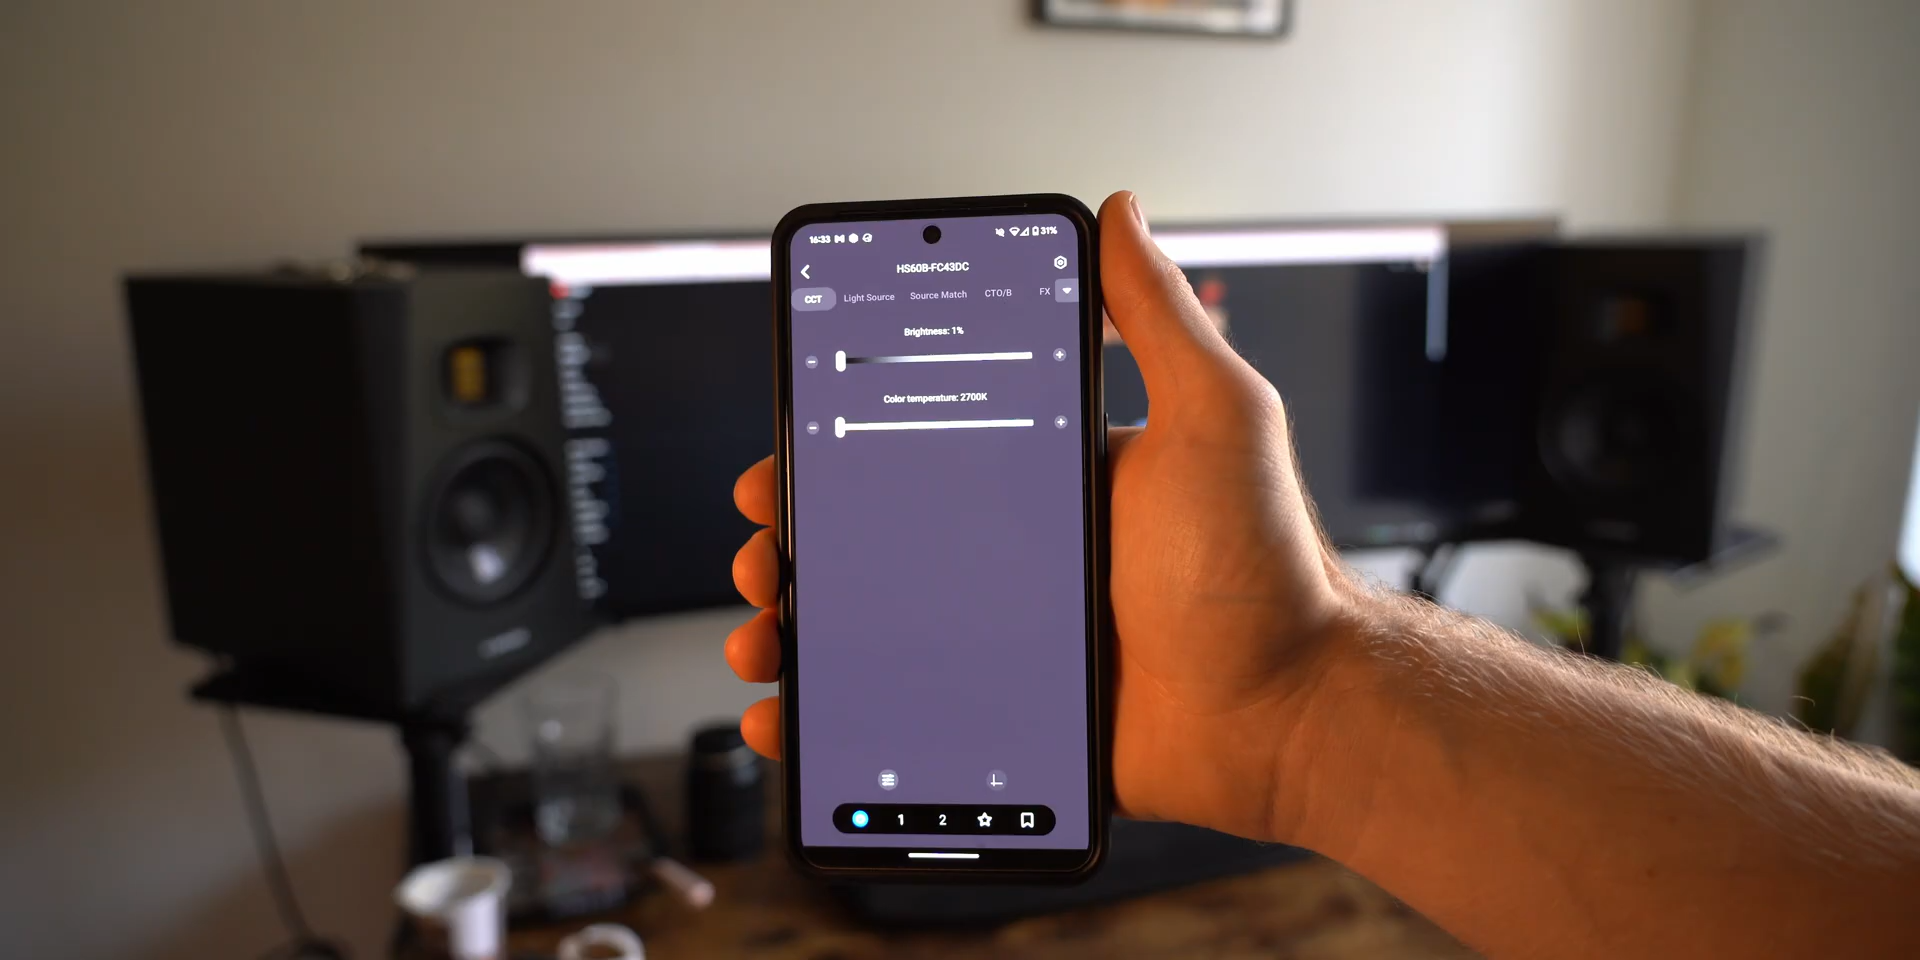 16:33 31%
HS60B-FC43DC
CCT Light Source Source Match CTO/B FX
Brightness: 1%
Color temperature: 2700K
1 2